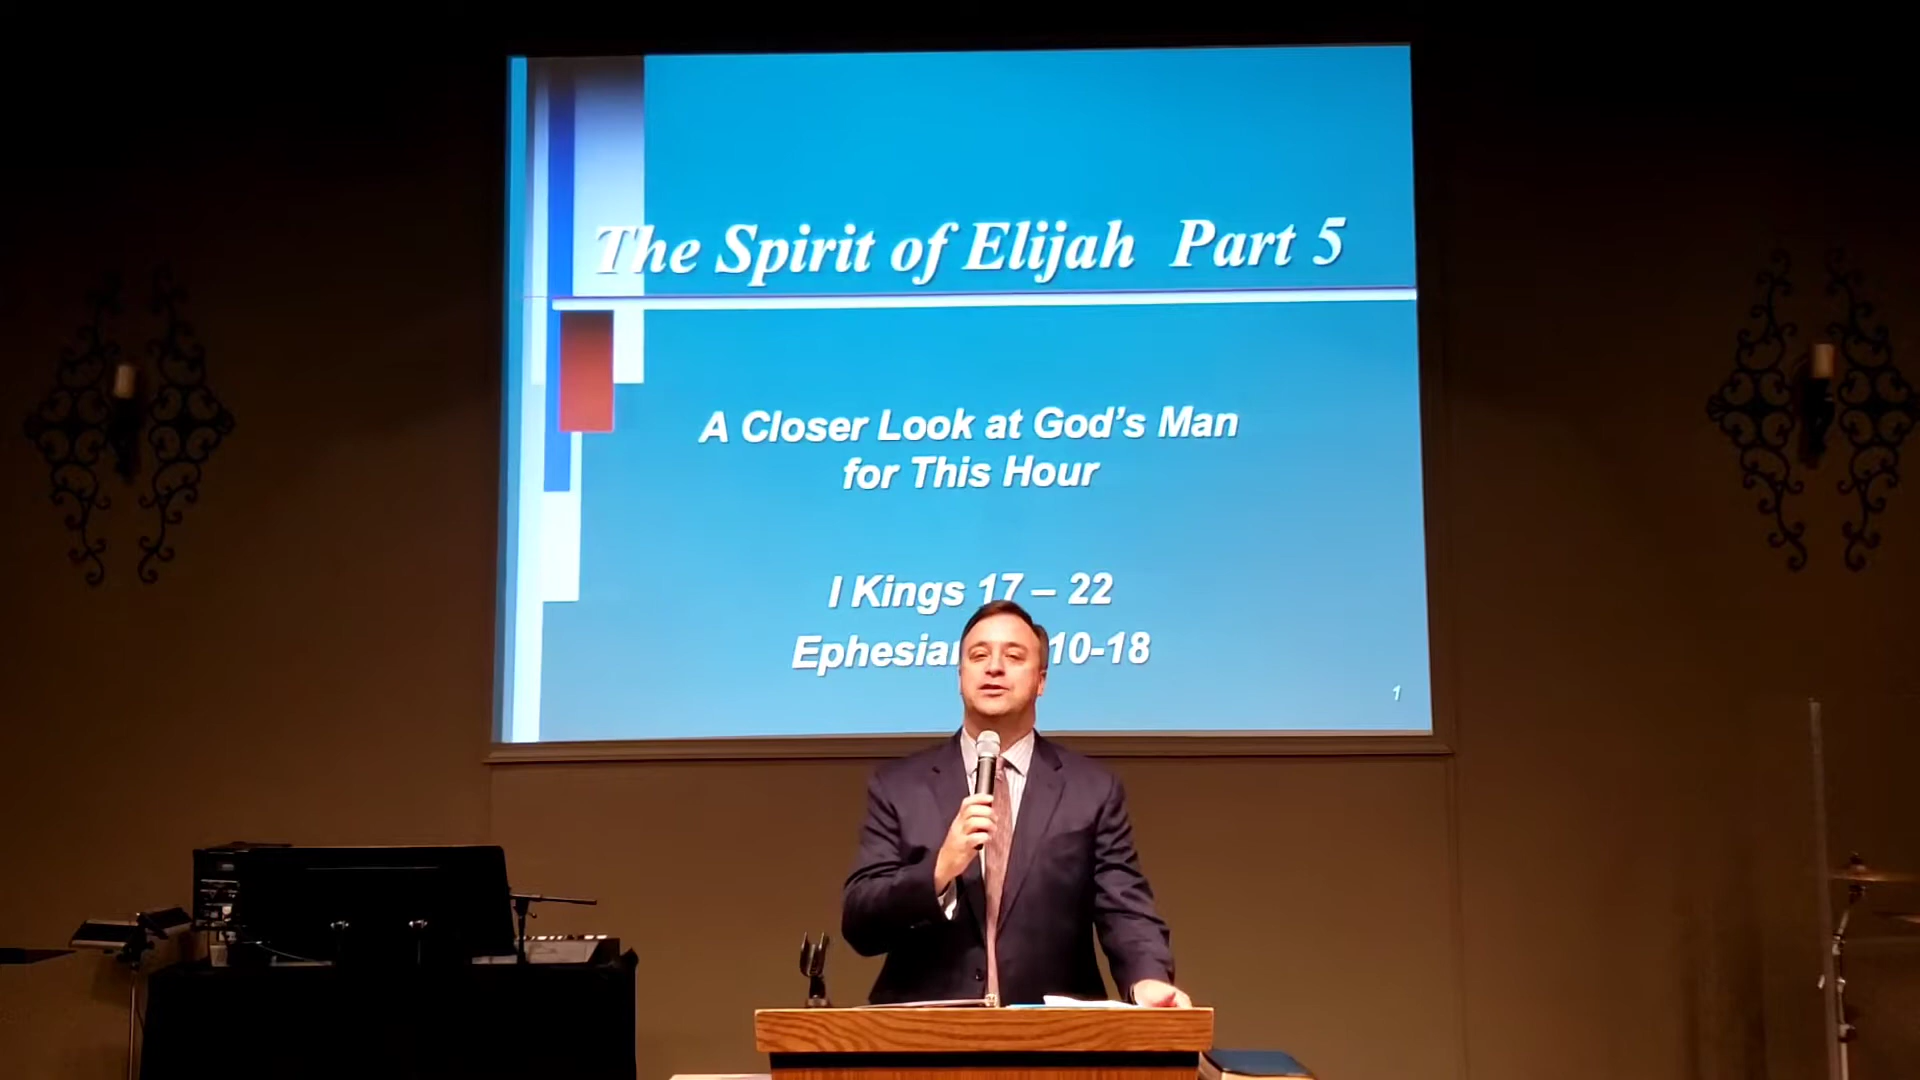 The Spirit of Elijah Part 5
A Closer Look at God's Man
for This Hour
I Kings 17 – 22
10-18
1